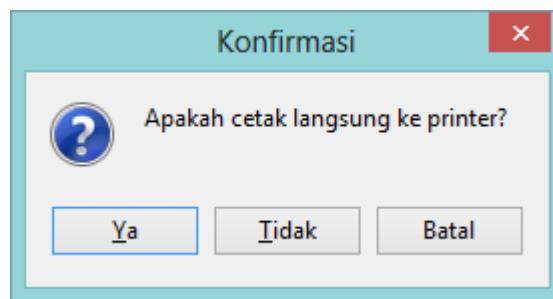 Konfirmasi
Apakah cetak langsung ke printer?
Ya
Tidak
Batal